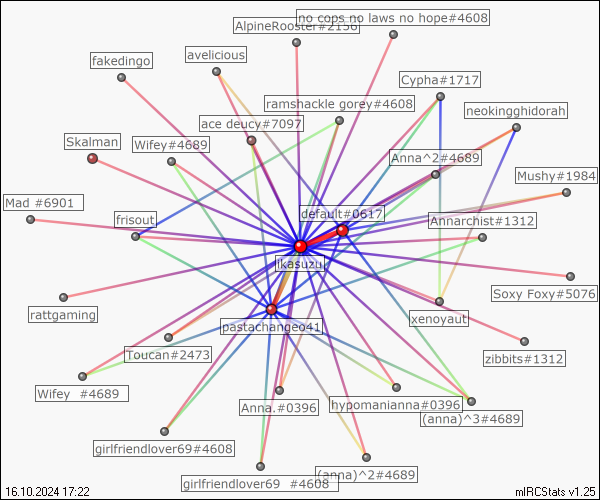 no cops no laws no hope#4608
AlpineRooster#2156
avelicious
fakedingo
Cypha#1717
ramshackle gorey#4608
neokingghidorah
ace deucy#7097
Skalman
Wifey#4689
Anna^2#4689
Mushy#1984
Mad #6901
default#0617
frisout
Annarchist#1312
ikasuzu
Soxy Foxy#5076
rattgaming
xenoyaut
pastachangeo41
Toucan#2473
zibbits#1312
Wifey #4689
Anna.#0396
hypomanianna#0396
(anna)^3#4689
girlfriendlover69#4608
(anna)^2#4689
girlfriendlover69 #4608
16.10.2024 17:22
mIRCStats v1.25